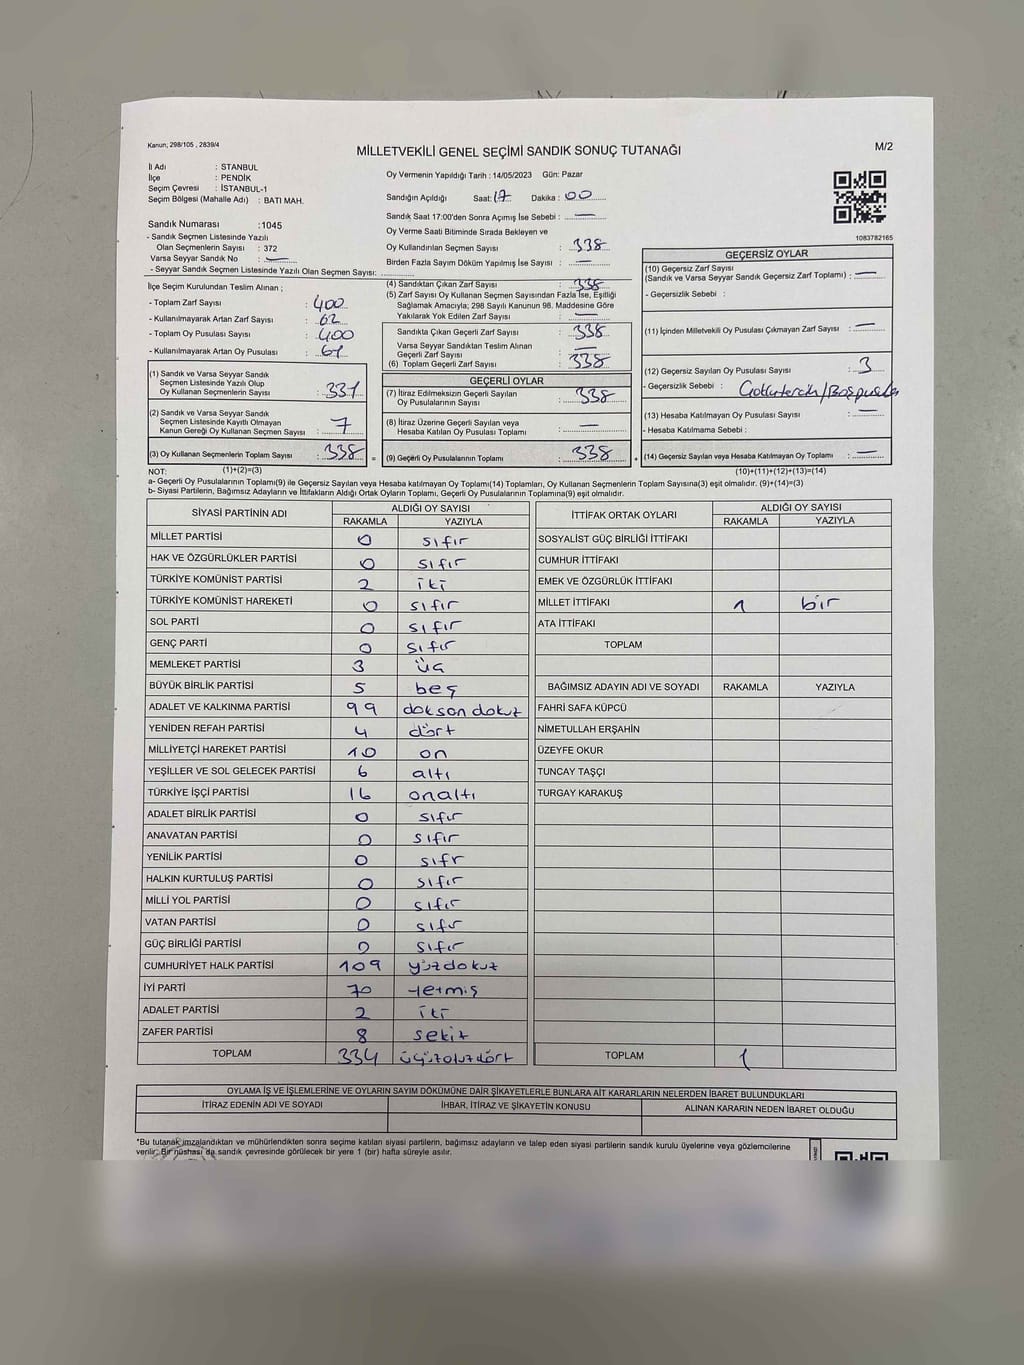 Kanun; 298/105 , 2839/4
MİLLETVEKİLİ GENEL SEÇİMİ SANDIK SONUÇ TUTANAĞI
M/2
İl Adı : STANBUL
İlçe : PENDİK
Seçim Çevresi : İSTANBUL-1
Seçim Bölgesi (Mahalle Adı) : BATI MAH.
Sandık Numarası :1045
- Sandık Seçmen Listesinde Yazılı
Olan Seçmenlerin Sayısı : 372
Varsa Seyyar Sandık No : —
- Seyyar Sandık Seçmen Listesinde Yazılı Olan Seçmen Sayısı:
İlçe Seçim Kurulundan Teslim Alınan ;
- Toplam Zarf Sayısı : 400
- Kullanılmayarak Artan Zarf Sayısı : 62
- Toplam Oy Pusulası Sayısı : 400
- Kullanılmayarak Artan Oy Pusulası : 61
(1) Sandık ve Varsa Seyyar Sandık
Seçmen Listesinde Yazılı Olup
Oy Kullanan Seçmenlerin Sayısı : 331
(2) Sandık ve Varsa Seyyar Sandık
Seçmen Listesinde Kayıtlı Olmayan
Kanun Gereği Oy Kullanan Seçmen Sayısı : 7
(3) Oy Kullanan Seçmenlerin Toplam Sayısı : 338 =
Oy Vermenin Yapıldığı Tarih : 14/05/2023 Gün: Pazar
Sandığın Açıldığı Saat: 17 Dakika : 00
Sandık Saat 17:00'den Sonra Açımış İse Sebebi : —
Oy Verme Saati Bitiminde Sırada Bekleyen ve
Oy Kullandırılan Seçmen Sayısı : 338
Birden Fazla Sayım Döküm Yapılmış İse Sayısı : —
(4) Sandıktan Çıkan Zarf Sayısı : 338
(5) Zarf Sayısı Oy Kullanan Seçmen Sayısından Fazla İse, Eşitliği
Sağlamak Amacıyla; 298 Sayılı Kanunun 98. Maddesine Göre
Yakılarak Yok Edilen Zarf Sayısı : —
Sandıkta Çıkan Geçerli Zarf Sayısı : 338
Varsa Seyyar Sandıktan Teslim Alınan
Geçerli Zarf Sayısı : —
(6) Toplam Geçerli Zarf Sayısı : 338
GEÇERLİ OYLAR
(7) İtiraz Edilmeksizin Geçerli Sayılan
Oy Pusulalarının Sayısı : 338
(8) İtiraz Üzerine Geçerli Sayılan veya
Hesaba Katılan Oy Pusulası Toplamı : —
(9) Geçerli Oy Pusulalarının Toplamı : 338 +
1083782165
GEÇERSİZ OYLAR
(10) Geçersiz Zarf Sayısı
(Sandık ve Varsa Seyyar Sandık Geçersiz Zarf Toplamı) : —
- Geçersizlik Sebebi :
(11) İçinden Milletvekili Oy Pusulası Çıkmayan Zarf Sayısı : —
(12) Geçersiz Sayılan Oy Pusulası Sayısı : 3
- Geçersizlik Sebebi :
(13) Hesaba Katılmayan Oy Pusulası Sayısı : —
- Hesaba Katılmama Sebebi :
(14) Geçersiz Sayılan veya Hesaba Katılmayan Oy Toplamı : —
NOT: (1)+(2)=(3) (10)+(11)+(12)+(13)=(14)
a- Geçerli Oy Pusulalarının Toplamı(9) ile Geçersiz Sayılan veya Hesaba katılmayan Oy Toplamı(14) Toplamları, Oy Kullanan Seçmenlerin Toplam Sayısına(3) eşit olmalıdır. (9)+(14)=(3)
b- Siyasi Partilerin, Bağımsız Adayların ve İttifakların Aldığı Ortak Oyların Toplamı, Geçerli Oy Pusulalarının Toplamına(9) eşit olmalıdır.
SİYASİ PARTİNİN ADI ALDIĞI OY SAYISI
RAKAMLA YAZIYLA
MİLLET PARTİSİ 0 sıfır
HAK VE ÖZGÜRLÜKLER PARTİSİ 0 sıfır
TÜRKİYE KOMÜNİST PARTİSİ 2 iki
TÜRKİYE KOMÜNİST HAREKETİ 0 sıfır
SOL PARTİ 0 sıfır
GENÇ PARTİ 0 sıfır
MEMLEKET PARTİSİ 3 üç
BÜYÜK BİRLİK PARTİSİ 5 beş
ADALET VE KALKINMA PARTİSİ 99 doksan dokuz
YENİDEN REFAH PARTİSİ 4 dört
MİLLİYETÇİ HAREKET PARTİSİ 10 on
YEŞİLLER VE SOL GELECEK PARTİSİ 6 altı
TÜRKİYE İŞÇİ PARTİSİ 16 onaltı
ADALET BİRLİK PARTİSİ 0 sıfır
ANAVATAN PARTİSİ 0 sıfır
YENİLİK PARTİSİ 0 sıfr
HALKIN KURTULUŞ PARTİSİ 0 sıfır
MİLLİ YOL PARTİSİ 0 sıfır
VATAN PARTİSİ 0 sıfır
GÜÇ BİRLİĞİ PARTİSİ 0 sıfır
CUMHURİYET HALK PARTİSİ 109 yüzdokuz
İYİ PARTİ 70 yetmiş
ADALET PARTİSİ 2 iki
ZAFER PARTİSİ 8 sekiz
TOPLAM 334 üçyüzotuzdört
İTTİFAK ORTAK OYLARI ALDIĞI OY SAYISI
RAKAMLA YAZIYLA
SOSYALİST GÜÇ BİRLİĞİ İTTİFAKI
CUMHUR İTTİFAKI
EMEK VE ÖZGÜRLÜK İTTİFAKI
MİLLET İTTİFAKI 1 bir
ATA İTTİFAKI
TOPLAM
BAĞIMSIZ ADAYIN ADI VE SOYADI RAKAMLA YAZIYLA
FAHRİ SAFA KÜPCÜ
NİMETULLAH ERŞAHİN
ÜZEYFE OKUR
TUNCAY TAŞÇI
TURGAY KARAKUŞ
TOPLAM 1
OYLAMA İŞ VE İŞLEMLERİNE VE OYLARIN SAYIM DÖKÜMÜNE DAİR ŞİKAYETLERLE BUNLARA AİT KARARLARIN NELERDEN İBARET BULUNDUKLARI
İTİRAZ EDENİN ADI VE SOYADI İHBAR, İTİRAZ VE ŞİKAYETİN KONUSU ALINAN KARARIN NEDEN İBARET OLDUĞU
"Bu tutanak imzalandıktan ve mühürlendikten sonra seçime katılan siyasi partilerin, bağımsız adayların ve talep eden siyasi partilerin sandık kurulu üyelerine veya gözlemcilerine
verilir. Bir nüshası da sandık çevresinde görülecek bir yere 1 (bir) hafta süreyle asılır.